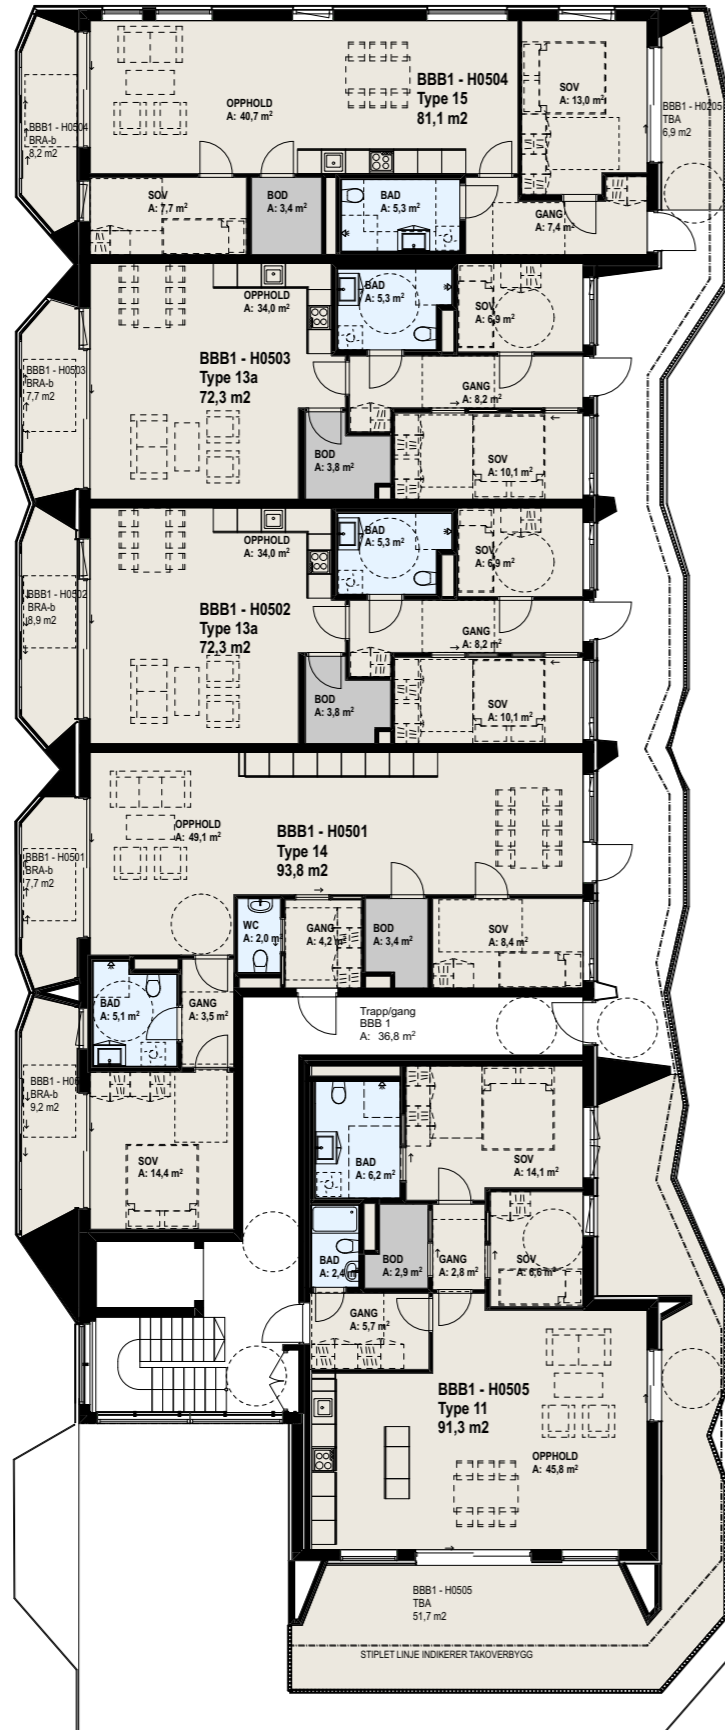 BBB1 - H0504
Type 15
81,1 m2
OPPHOLD
A: 40,7 m²
SOV
A: 13,0 m²
BBB1 - H0504
BRA-b
8,2 m2
BBB1 - H0205
TBA
6,9 m2
SOV
A: 7,7 m²
BOD
A: 3,4 m²
BAD
A: 5,3 m²
GANG
A: 7,4 m²
OPPHOLD
A: 34,0 m²
BAD
A: 5,3 m²
SOV
A: 6,9 m²
BBB1 - H0503
Type 13a
72,3 m2
BBB1 - H0503
BRA-b
7,7 m2
GANG
A: 8,2 m²
BOD
A: 3,8 m²
SOV
A: 10,1 m²
OPPHOLD
A: 34,0 m²
BAD
A: 5,3 m²
SOV
A: 6,9 m²
BBB1 - H0502
Type 13a
72,3 m2
BBB1 - H0502
BRA-b
8,9 m2
GANG
A: 8,2 m²
BOD
A: 3,8 m²
SOV
A: 10,1 m²
OPPHOLD
A: 49,1 m²
BBB1 - H0501
Type 14
93,8 m2
BBB1 - H0501
BRA-b
7,7 m2
WC
A: 2,0 m²
GANG
A: 4,2 m²
BOD
A: 3,4 m²
SOV
A: 8,4 m²
BAD
A: 5,1 m²
GANG
A: 3,5 m²
Trapp/gang
BBB 1
A: 36,8 m²
BBB1 -
BRA-b
9,2 m2
SOV
A: 14,4 m²
BAD
A: 6,2 m²
SOV
A: 14,1 m²
BAD
A: 2,4 m²
BOD
A: 2,9 m²
GANG
A: 2,8 m²
SOV
A: 6,6 m²
GANG
A: 5,7 m²
BBB1 - H0505
Type 11
91,3 m2
OPPHOLD
A: 45,8 m²
BBB1 - H0505
TBA
51,7 m2
STIPLET LINJE INDIKERER TAKOVERBYGG